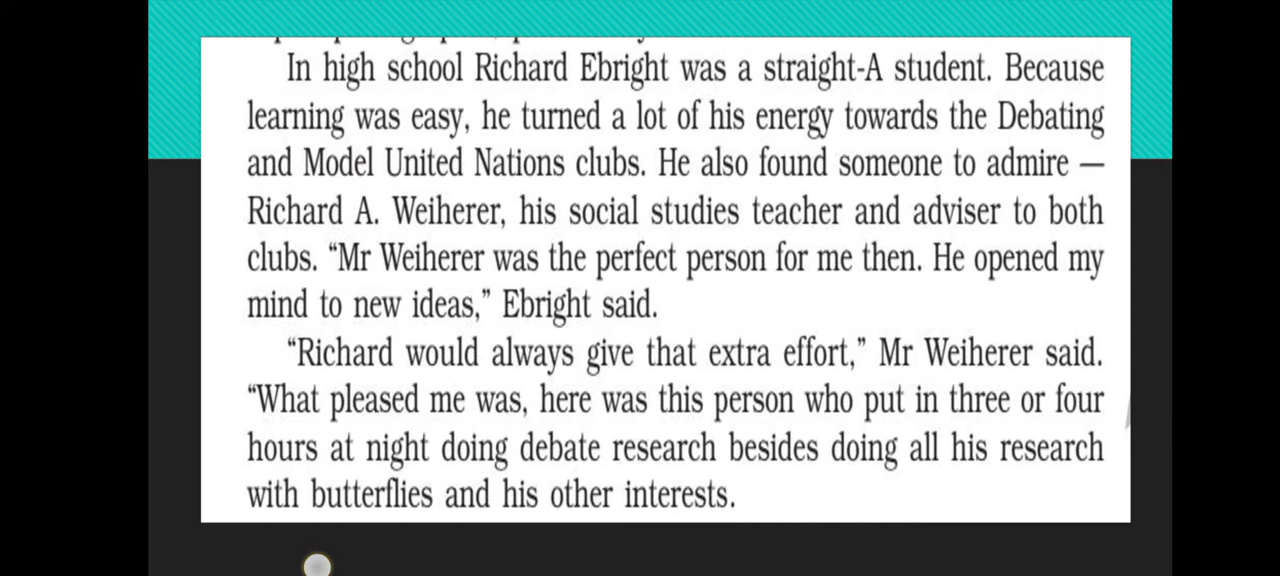 In high school Richard Ebright was a straight-A student. Because
learning was easy, he turned a lot of his energy towards the Debating
and Model United Nations clubs. He also found someone to admire —
Richard A. Weiherer, his social studies teacher and adviser to both
clubs. “Mr Weiherer was the perfect person for me then. He opened my
mind to new ideas,” Ebright said.
“Richard would always give that extra effort,” Mr Weiherer said.
“What pleased me was, here was this person who put in three or four
hours at night doing debate research besides doing all his research
with butterflies and his other interests.